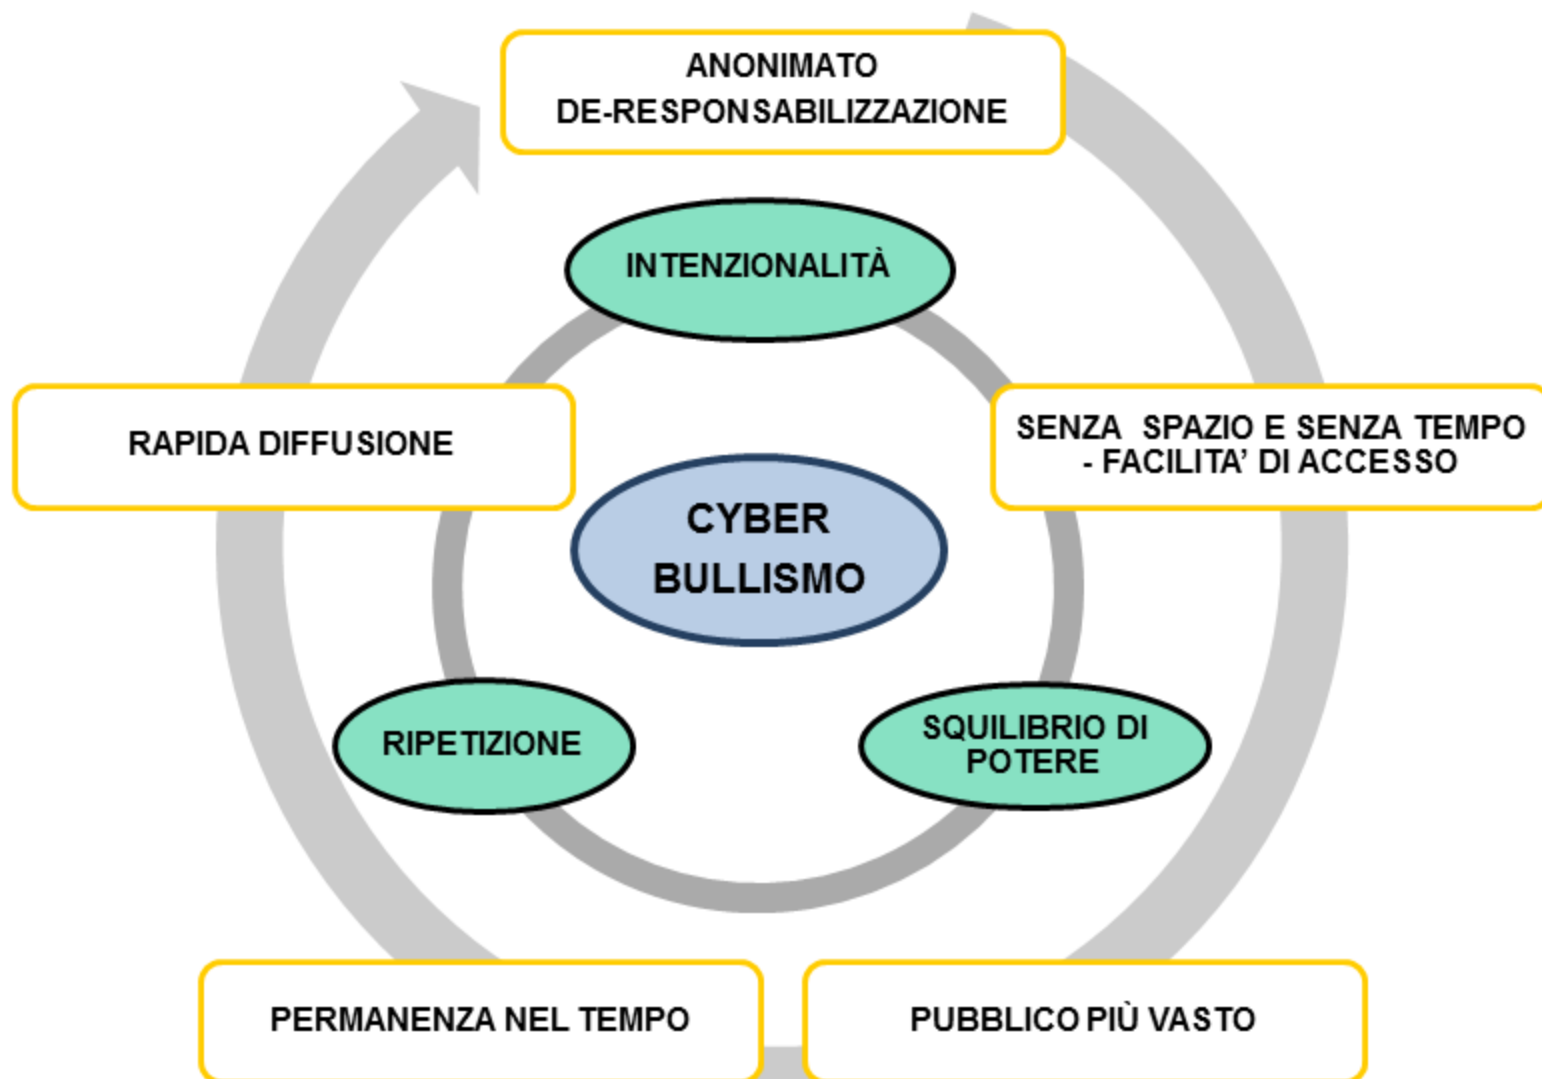 ANONIMATO
DE-RESPONSABILIZZAZIONE
INTENZIONALITÀ
RAPIDA DIFFUSIONE
SENZA SPAZIO E SENZA TEMPO
- FACILITA’ DI ACCESSO
CYBER
BULLISMO
RIPETIZIONE
SQUILIBRIO DI
POTERE
PERMANENZA NEL TEMPO
PUBBLICO PIÙ VASTO